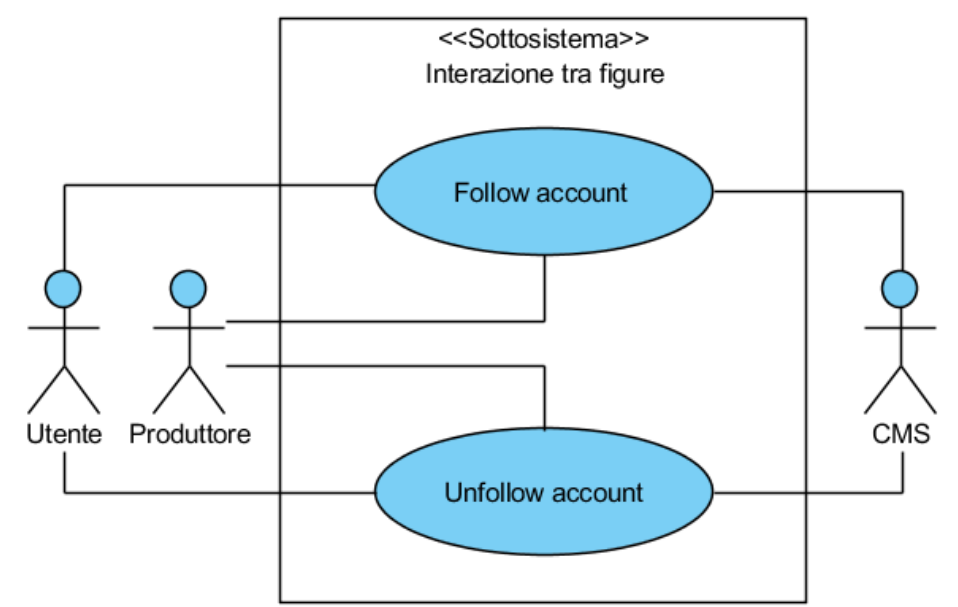 <<Sottosistema>>
Interazione tra figure
Follow account
Utente
Produttore
CMS
Unfollow account